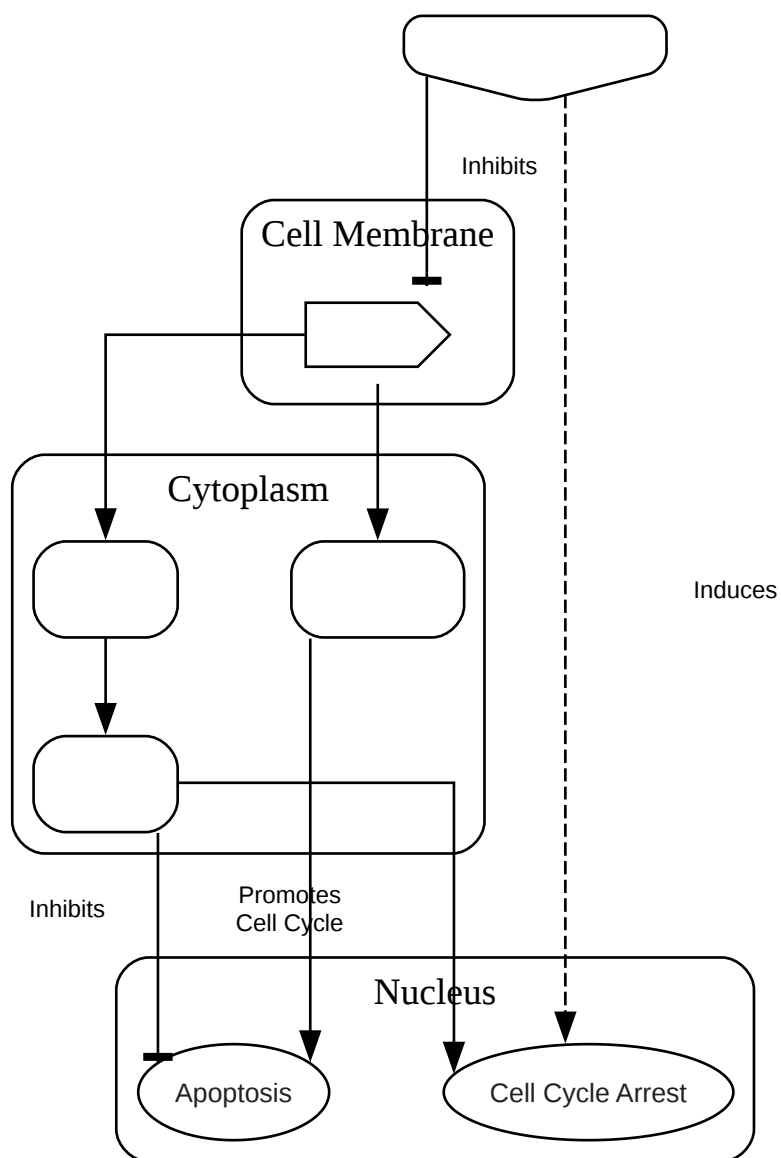 Inhibits
Cell Membrane
Cytoplasm
Induces
Inhibits
Promotes
Cell Cycle
Nucleus
Apoptosis
Cell Cycle Arrest